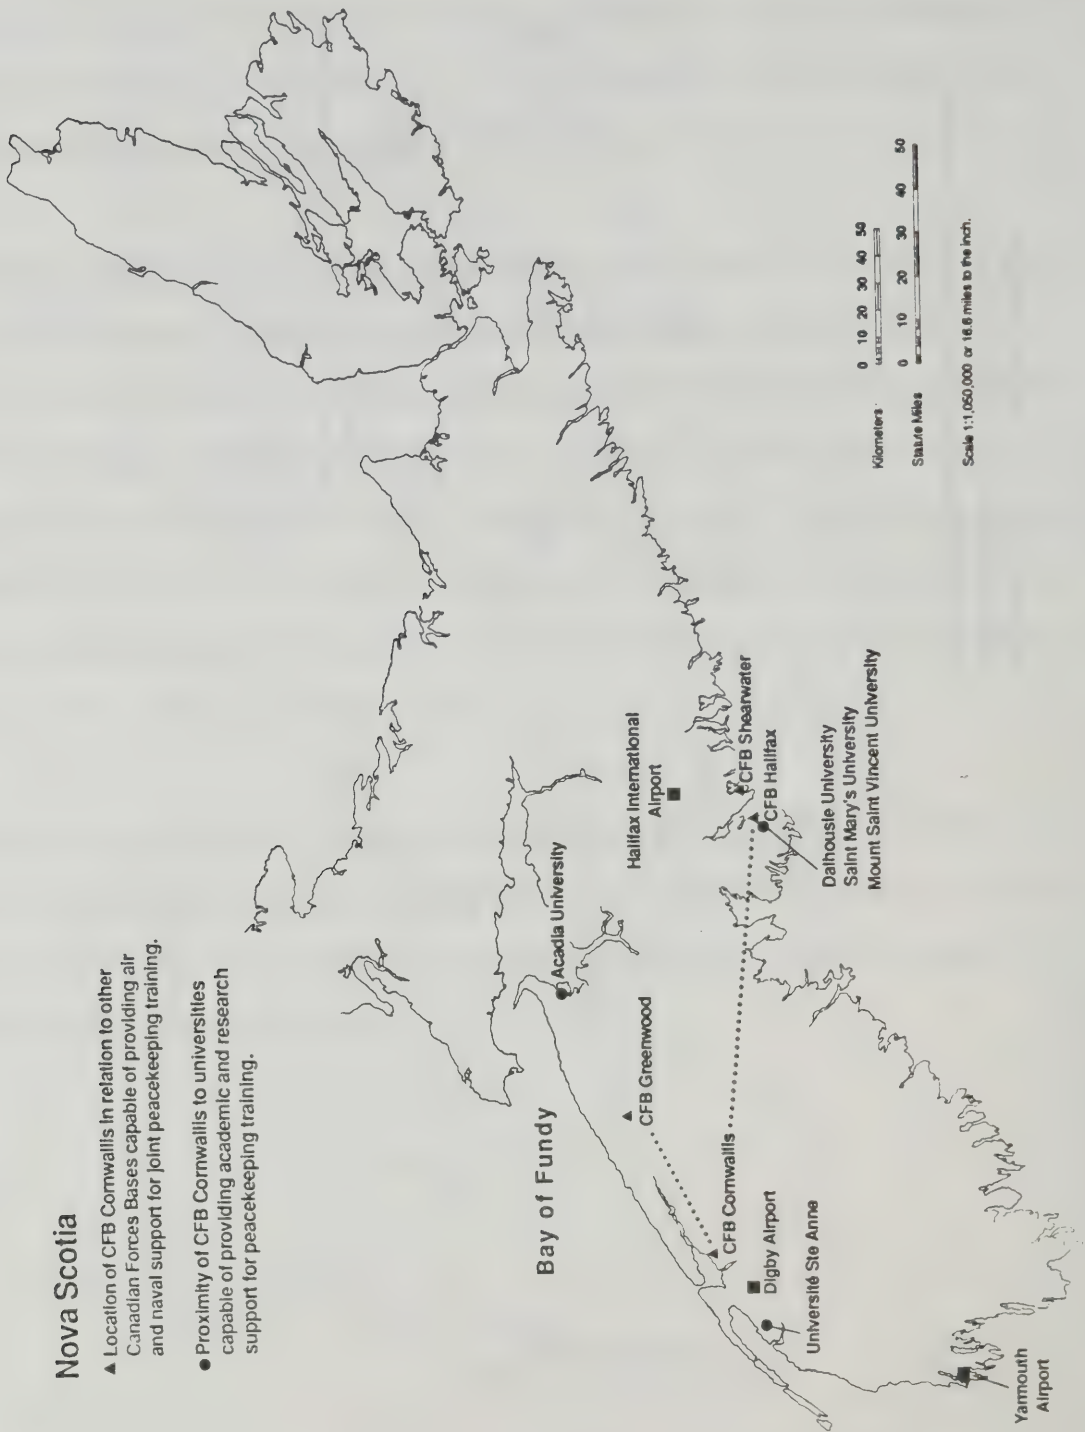 Nova Scotia
▲ Location of CFB Cornwallis in relation to other
Canadian Forces Bases capable of providing air
and naval support for joint peacekeeping training.
● Proximity of CFB Cornwallis to universities
capable of providing academic and research
support for peacekeeping training.
Bay of Fundy
Acadia University
CFB Greenwood
Halifax International
Airport
CFB Shearwater
CFB Halifax
Dalhousie University
Saint Mary's University
Mount Saint Vincent University
CFB Cornwallis
Digby Airport
Université Ste Anne
Yarmouth
Airport
Kilometers
0 10 20 30 40 50
Statute Miles
0 10 20 30 40 50
Scale 1:1,050,000 or 16.6 miles to the inch.